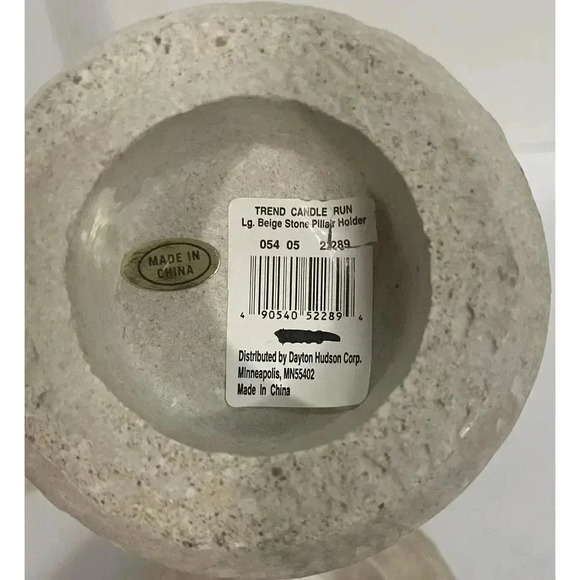 TREND CANDLE RUN
Lg. Beige Stone Pillar Holder
054 05 2289
4 90540 52289 4
Distributed by Dayton Hudson Corp.
Minneapolis, MN55402
Made In China
MADE IN
CHINA